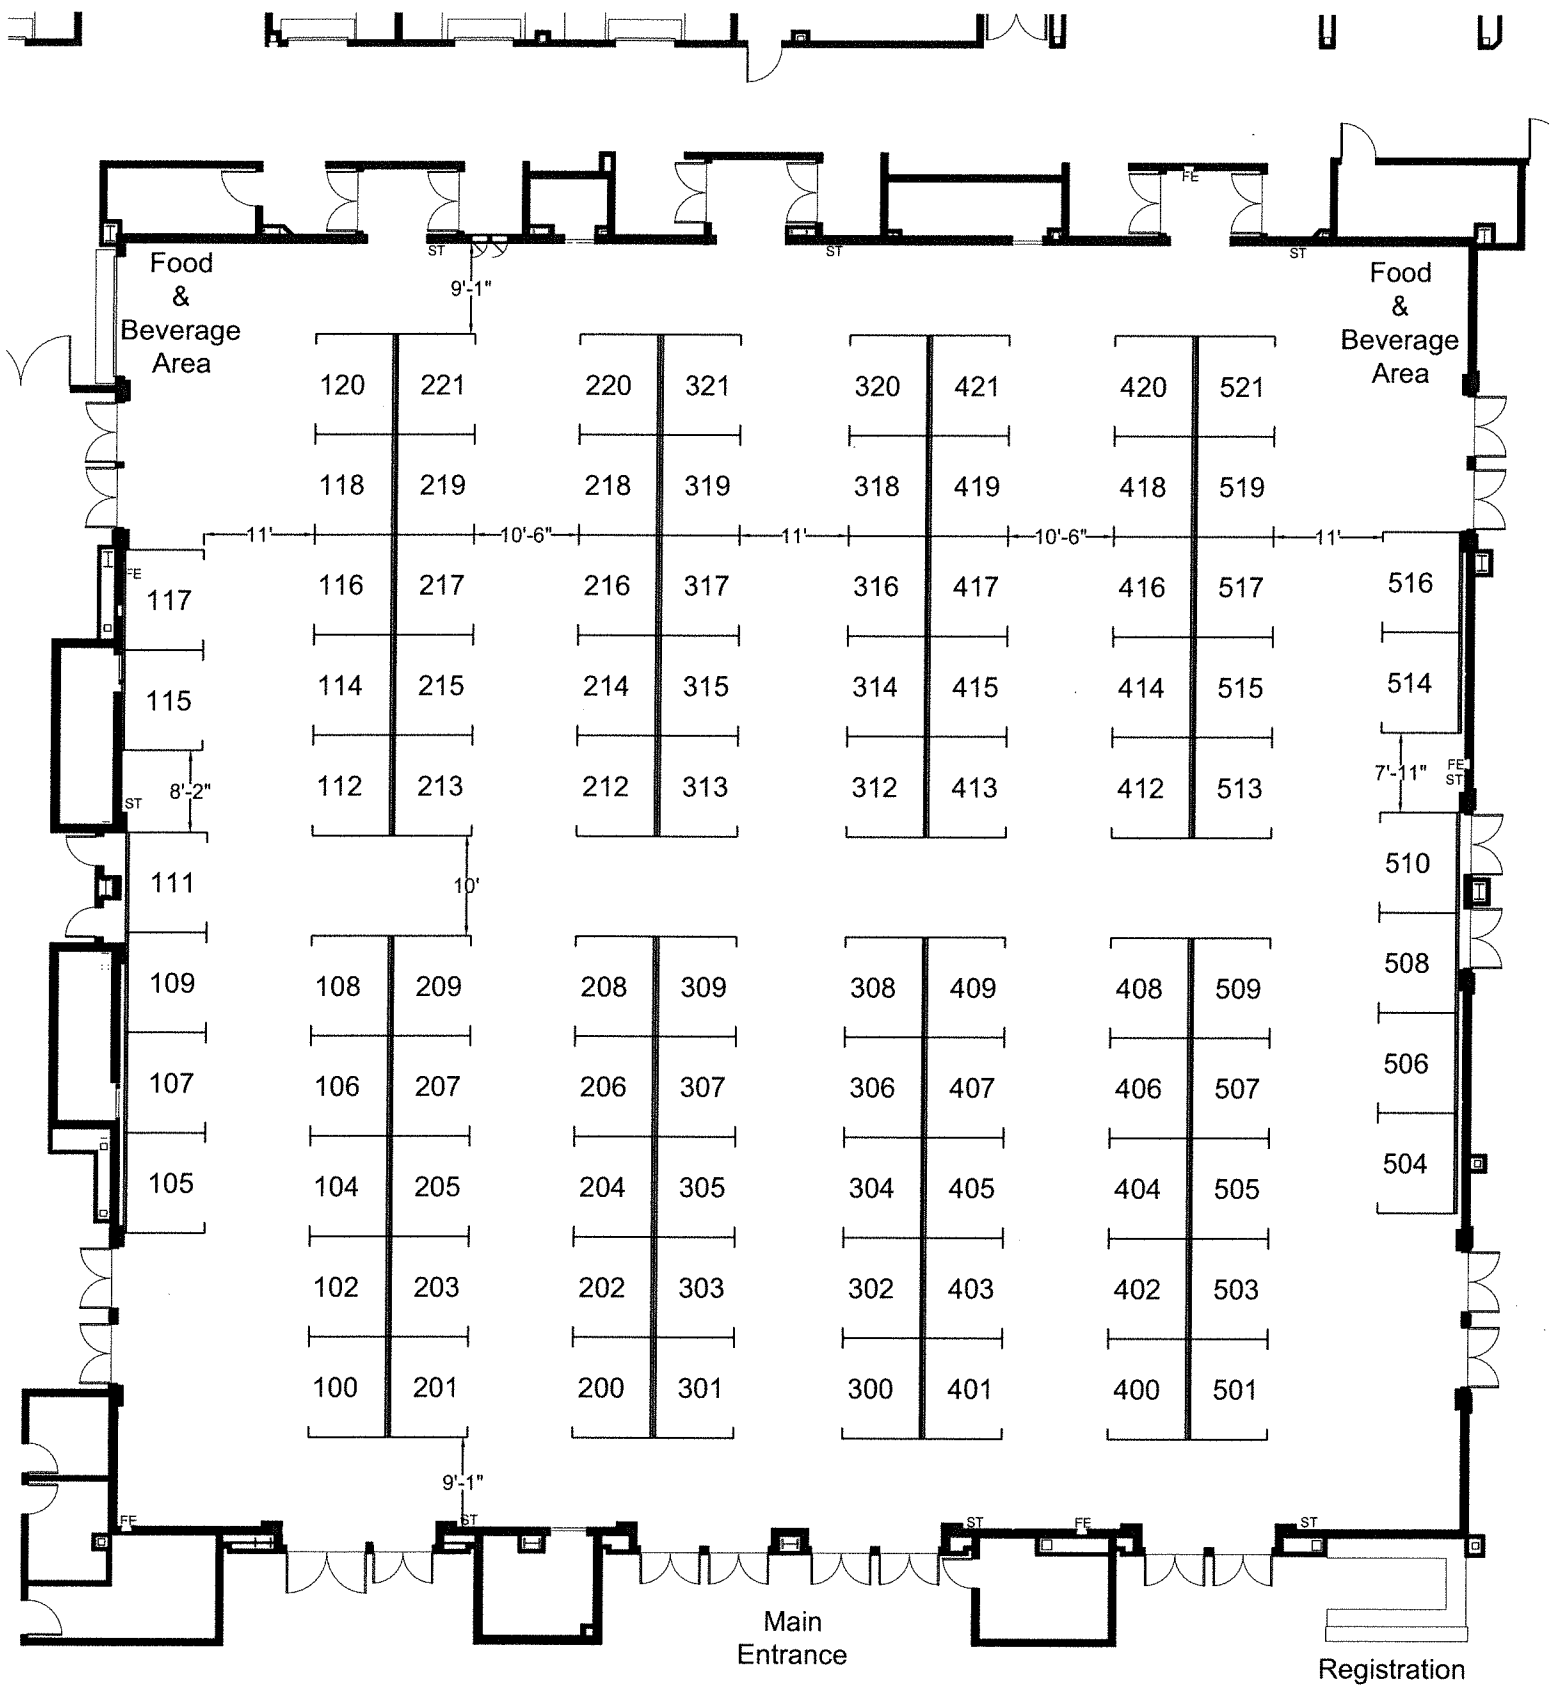 FE
ST
ST
ST
Food
&
Beverage
Area
Food
&
Beverage
Area
9'-1"
120 221 220 321 320 421 420 521
118 219 218 319 318 419 418 519
11' 10'-6" 11' 10'-6" 11'
FE
117 116 217 216 317 316 417 416 517 516
115 114 215 214 315 314 415 414 515 514
8'-2" 112 213 212 313 312 413 412 513 7'-11"
FE
ST
ST
111 10' 510
109 108 209 208 309 308 409 408 509 508
107 106 207 206 307 306 407 406 507 506
105 104 205 204 305 304 405 404 505 504
102 203 202 303 302 403 402 503
100 201 200 301 300 401 400 501
9'-1"
FE ST ST FE ST
Main
Entrance
Registration